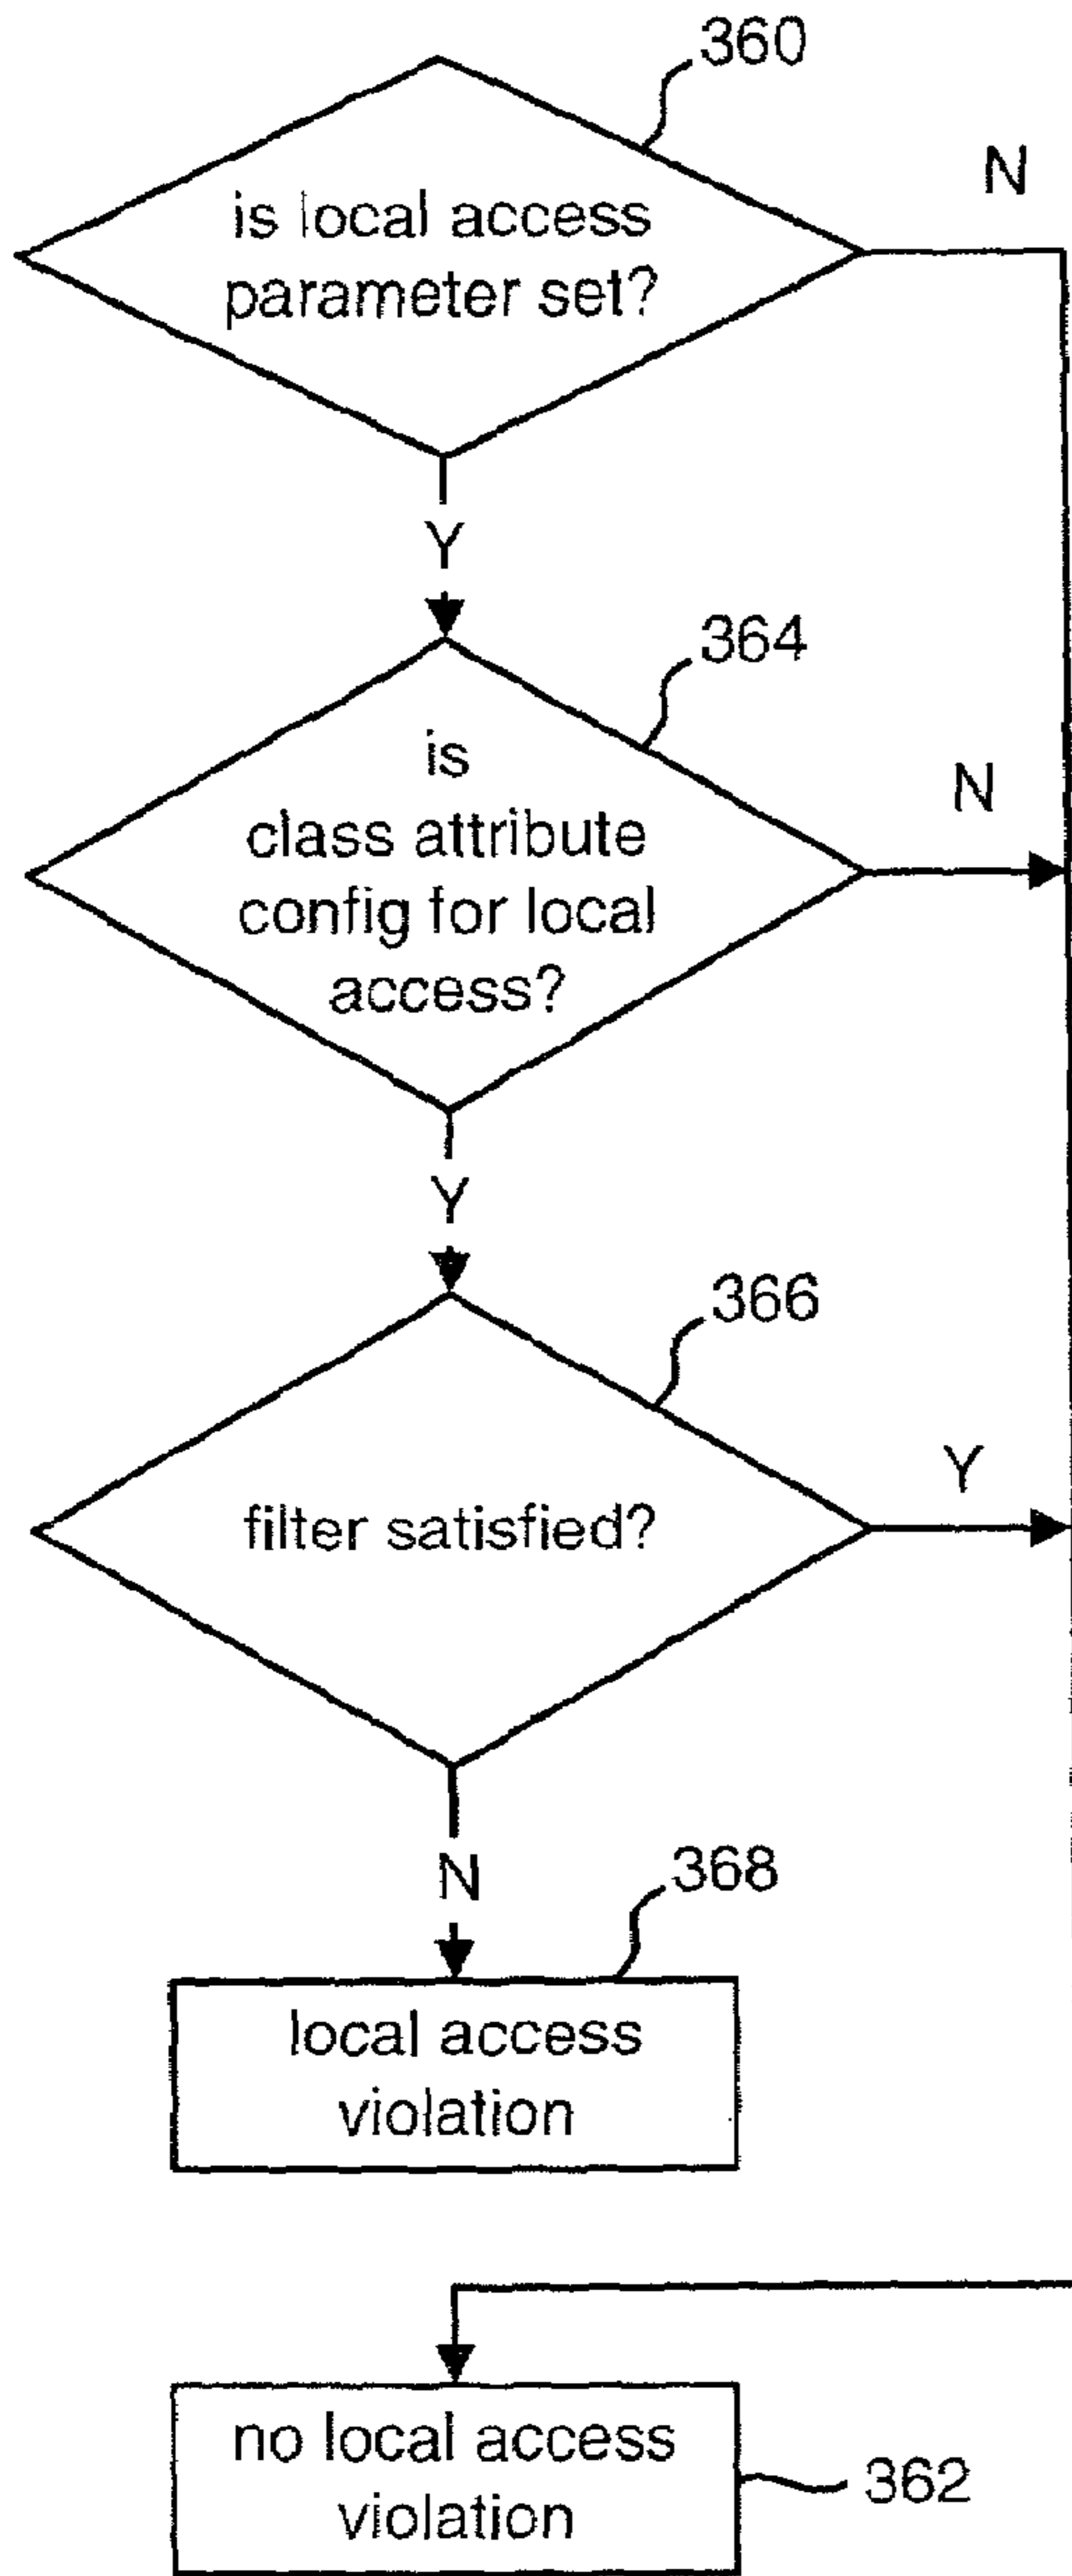 360
N
is local access
parameter set?
Y
364
N
is
class attribute
config for local
access?
Y
366
Y
filter satisfied?
N
368
local access
violation
no local access
violation
362